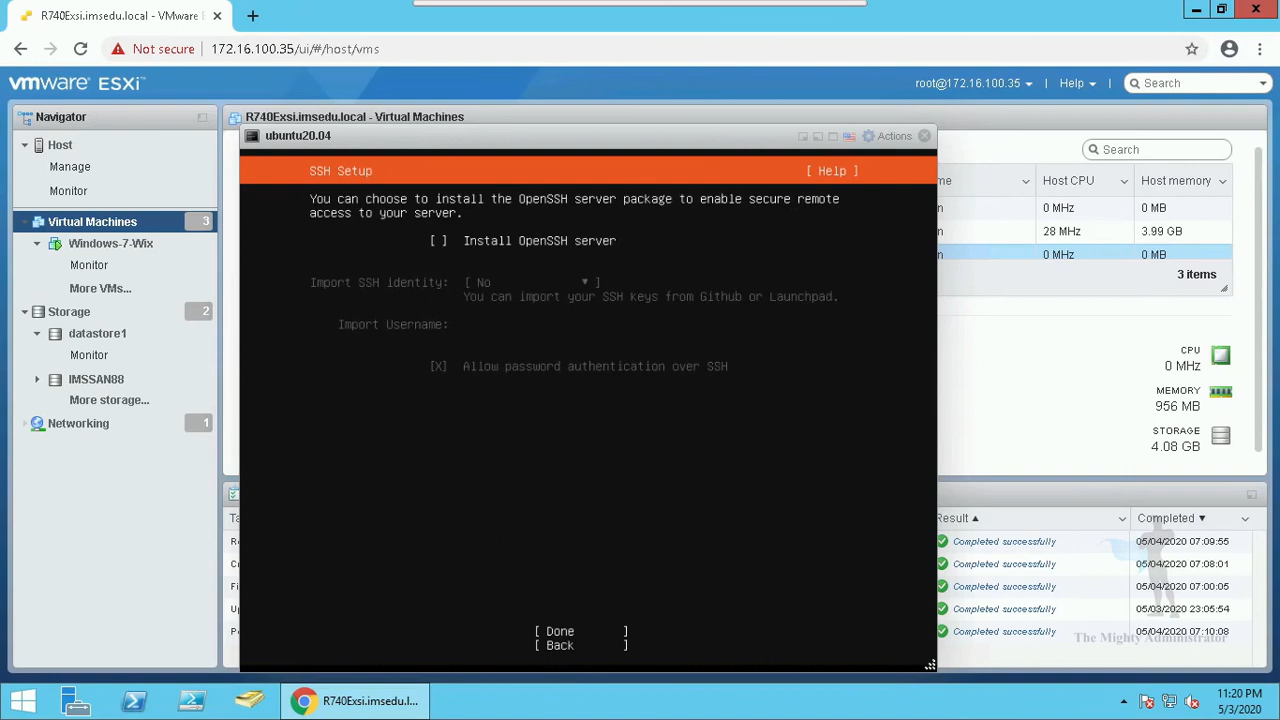 R740Exsi.imsedu.local - VMware ES
Not secure
172.16.100.35/ui/#/host/vms
vmware ESXi
root@172.16.100.35
Help
Search
Navigator
R740Exsi.imsedu.local - Virtual Machines
Host
Manage
Monitor
Virtual Machines
3
Windows-7-Wix
Monitor
More VMs...
Storage
2
datastore1
Monitor
IMSSAN88
More storage...
Networking
1
ubuntu20.04
Actions
SSH Setup
[ Help ]
You can choose to install the OpenSSH server package to enable secure remote
access to your server.
[ ] Install OpenSSH server
Import SSH identity: [ No ▼ ]
You can import your SSH keys from Github or Launchpad.
Import Username:
[X] Allow password authentication over SSH
[ Done ]
[ Back ]
Search
me
Host CPU
Host memory
n
0 MHz
0 MB
n
28 MHz
3.99 GB
n
0 MHz
0 MB
3 items
CPU
0 MHz
MEMORY
956 MB
STORAGE
4.08 GB
Ta
Result
Completed
Re
Completed successfully
05/04/2020 07:09:55
Completed successfully
05/04/2020 07:08:01
Fi
Completed successfully
05/04/2020 07:00:05
Completed successfully
05/03/2020 23:05:54
Completed successfully
05/04/2020 07:10:08
The Mighty Administrator
R740Exsi.imsedu.l...
11:20 PM
5/3/2020